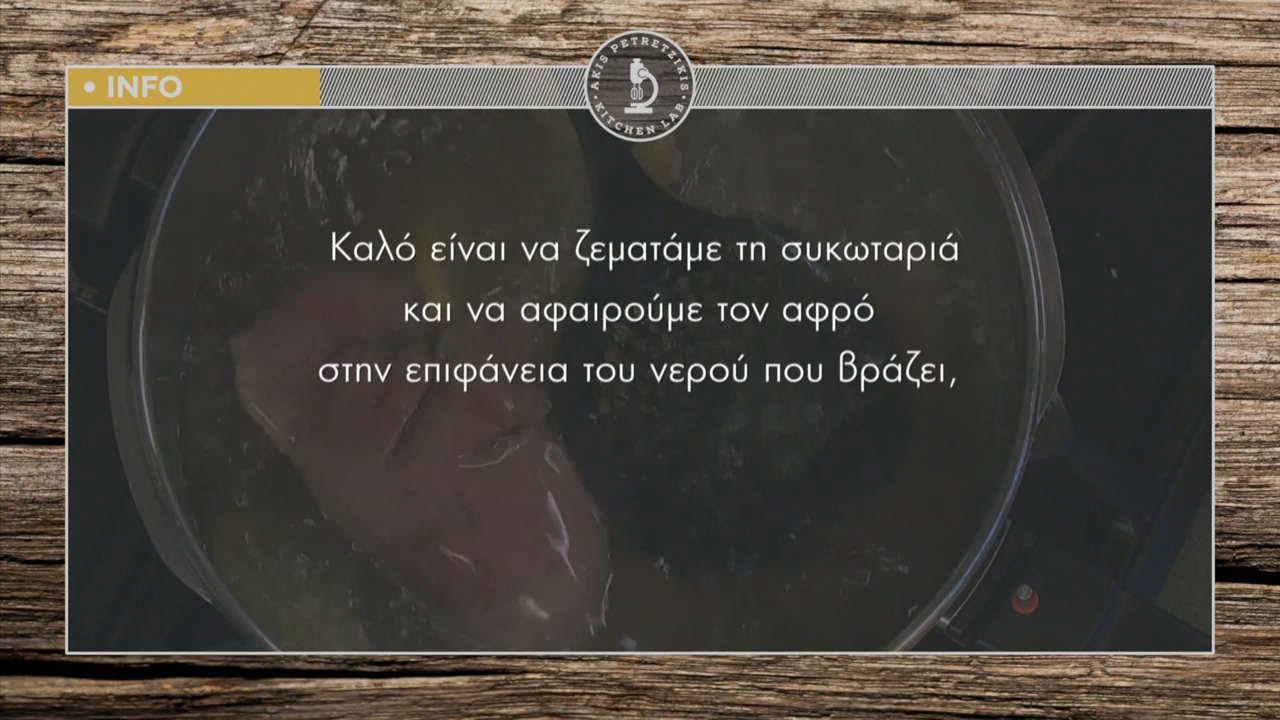 • INFO
AKIS PETRETZIKIS
• KITCHEN LAB •
Καλό είναι να ζεματάμε τη συκωταριά
και να αφαιρούμε τον αφρό
στην επιφάνεια του νερού που βράζει,